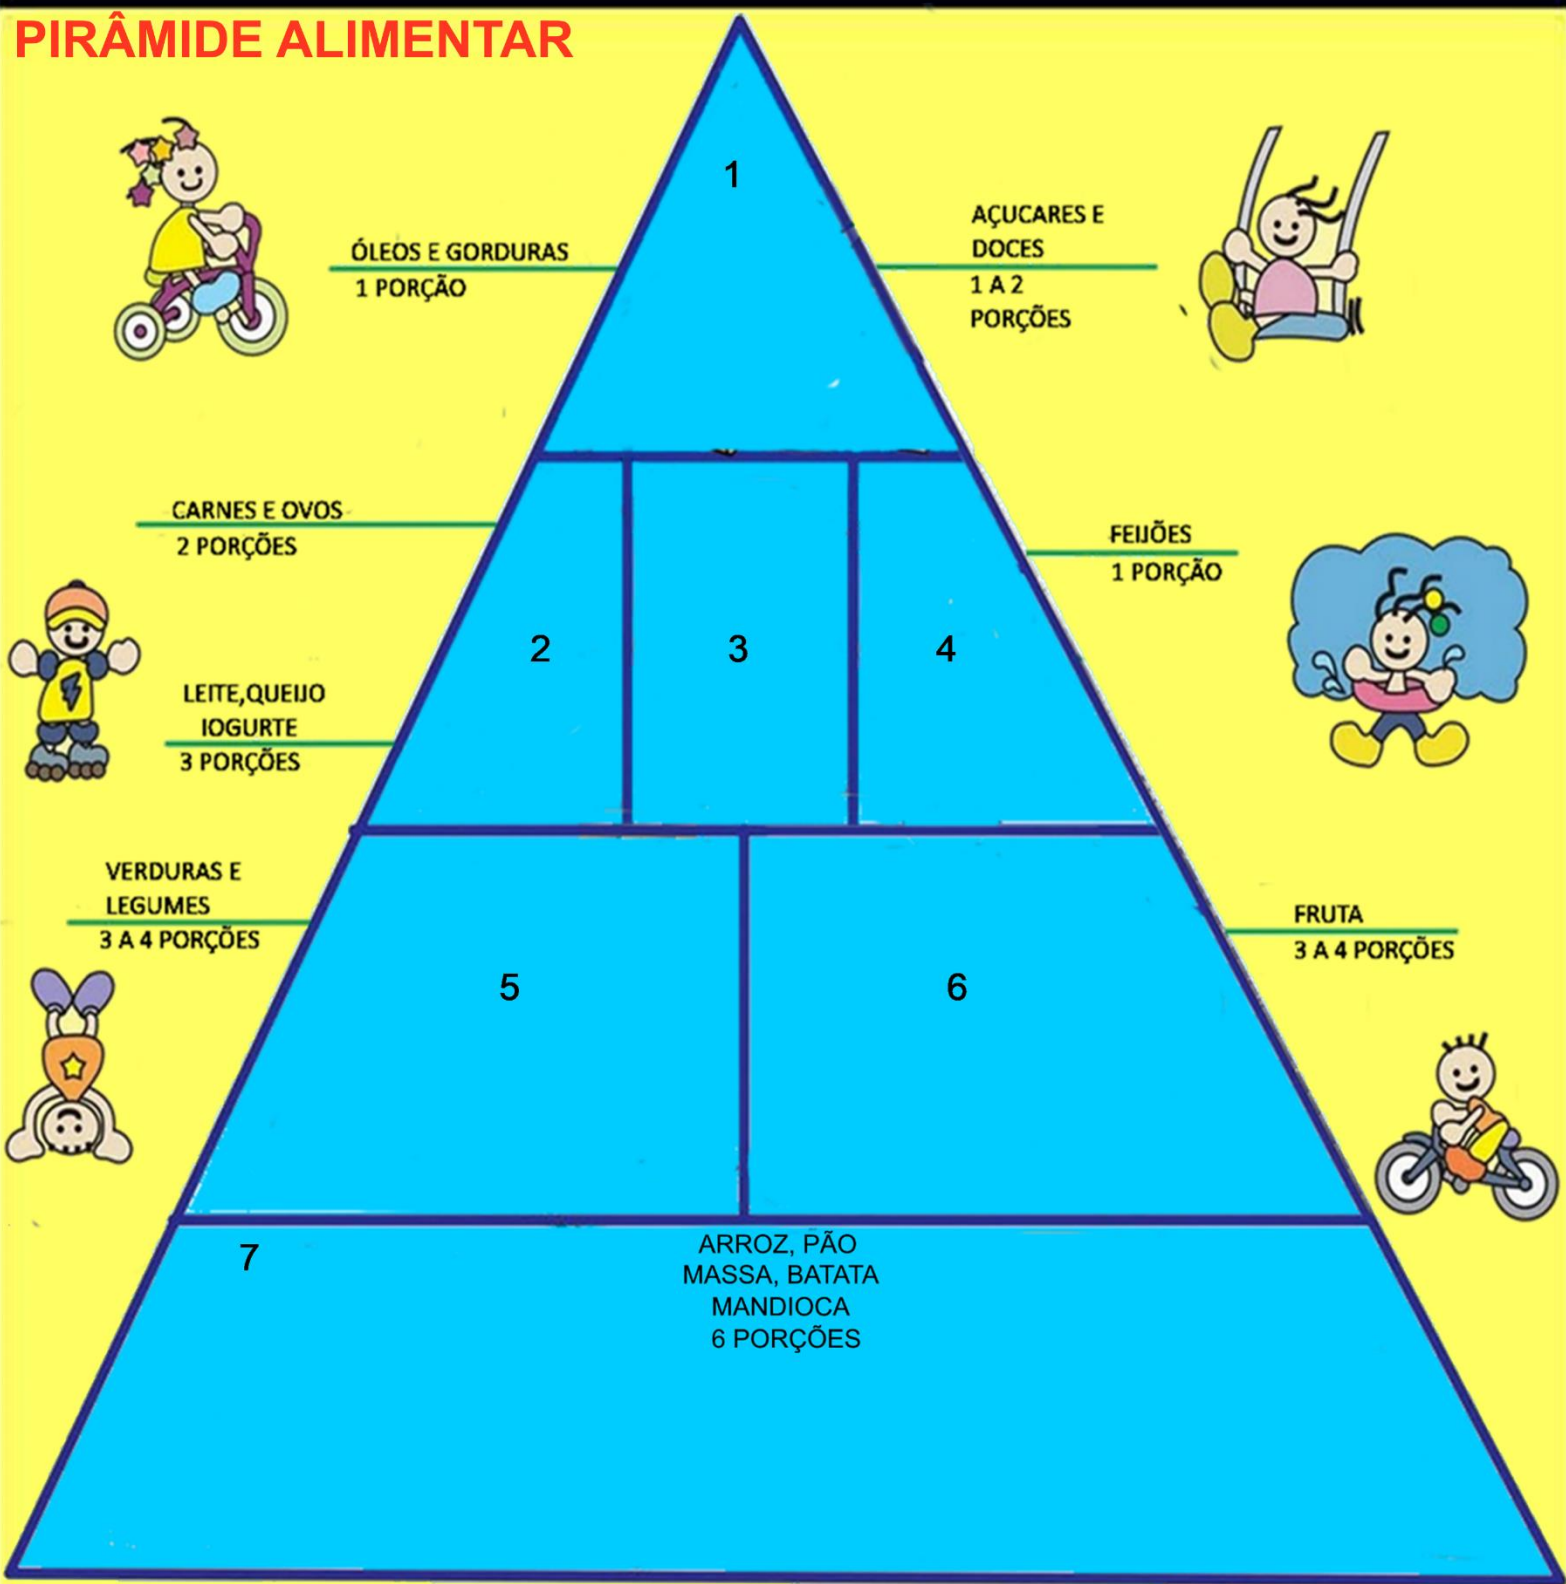 PIRÂMIDE ALIMENTAR
1
ÓLEOS E GORDURAS
1 PORÇÃO
AÇUCARES E
DOCES
1 A 2
PORÇÕES
CARNES E OVOS
2 PORÇÕES
FEIJÕES
1 PORÇÃO
2
3
4
LEITE,QUEIJO
IOGURTE
3 PORÇÕES
VERDURAS E
LEGUMES
3 A 4 PORÇÕES
FRUTA
3 A 4 PORÇÕES
5
6
7
ARROZ, PÃO
MASSA, BATATA
MANDIOCA
6 PORÇÕES